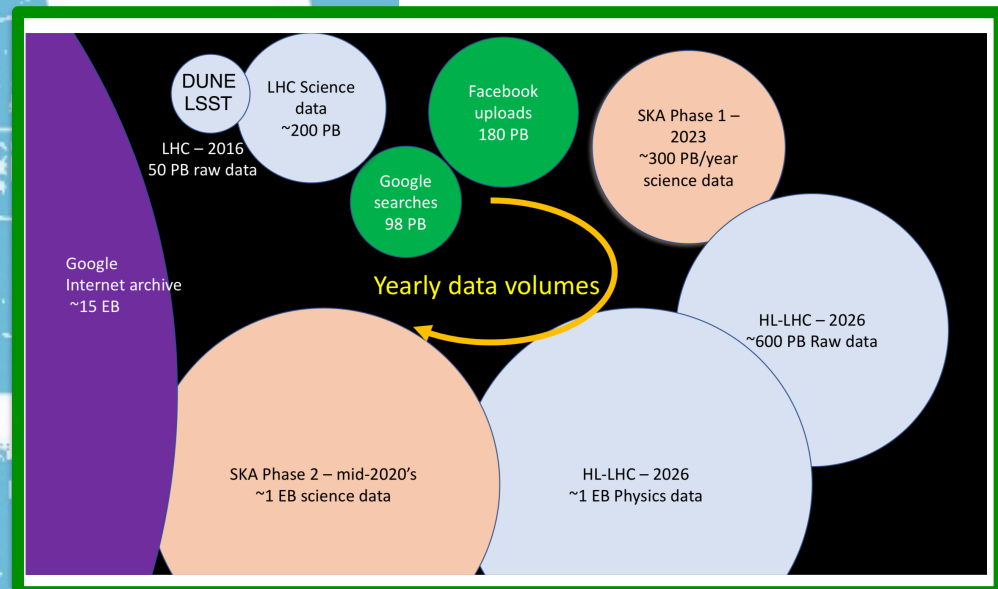 DUNE
LSST
LHC – 2016
50 PB raw data
LHC Science
data
~200 PB
Google
searches
98 PB
Facebook
uploads
180 PB
SKA Phase 1 –
2023
~300 PB/year
science data
Google
Internet archive
~15 EB
Yearly data volumes
HL-LHC – 2026
~600 PB Raw data
SKA Phase 2 – mid-2020’s
~1 EB science data
HL-LHC – 2026
~1 EB Physics data